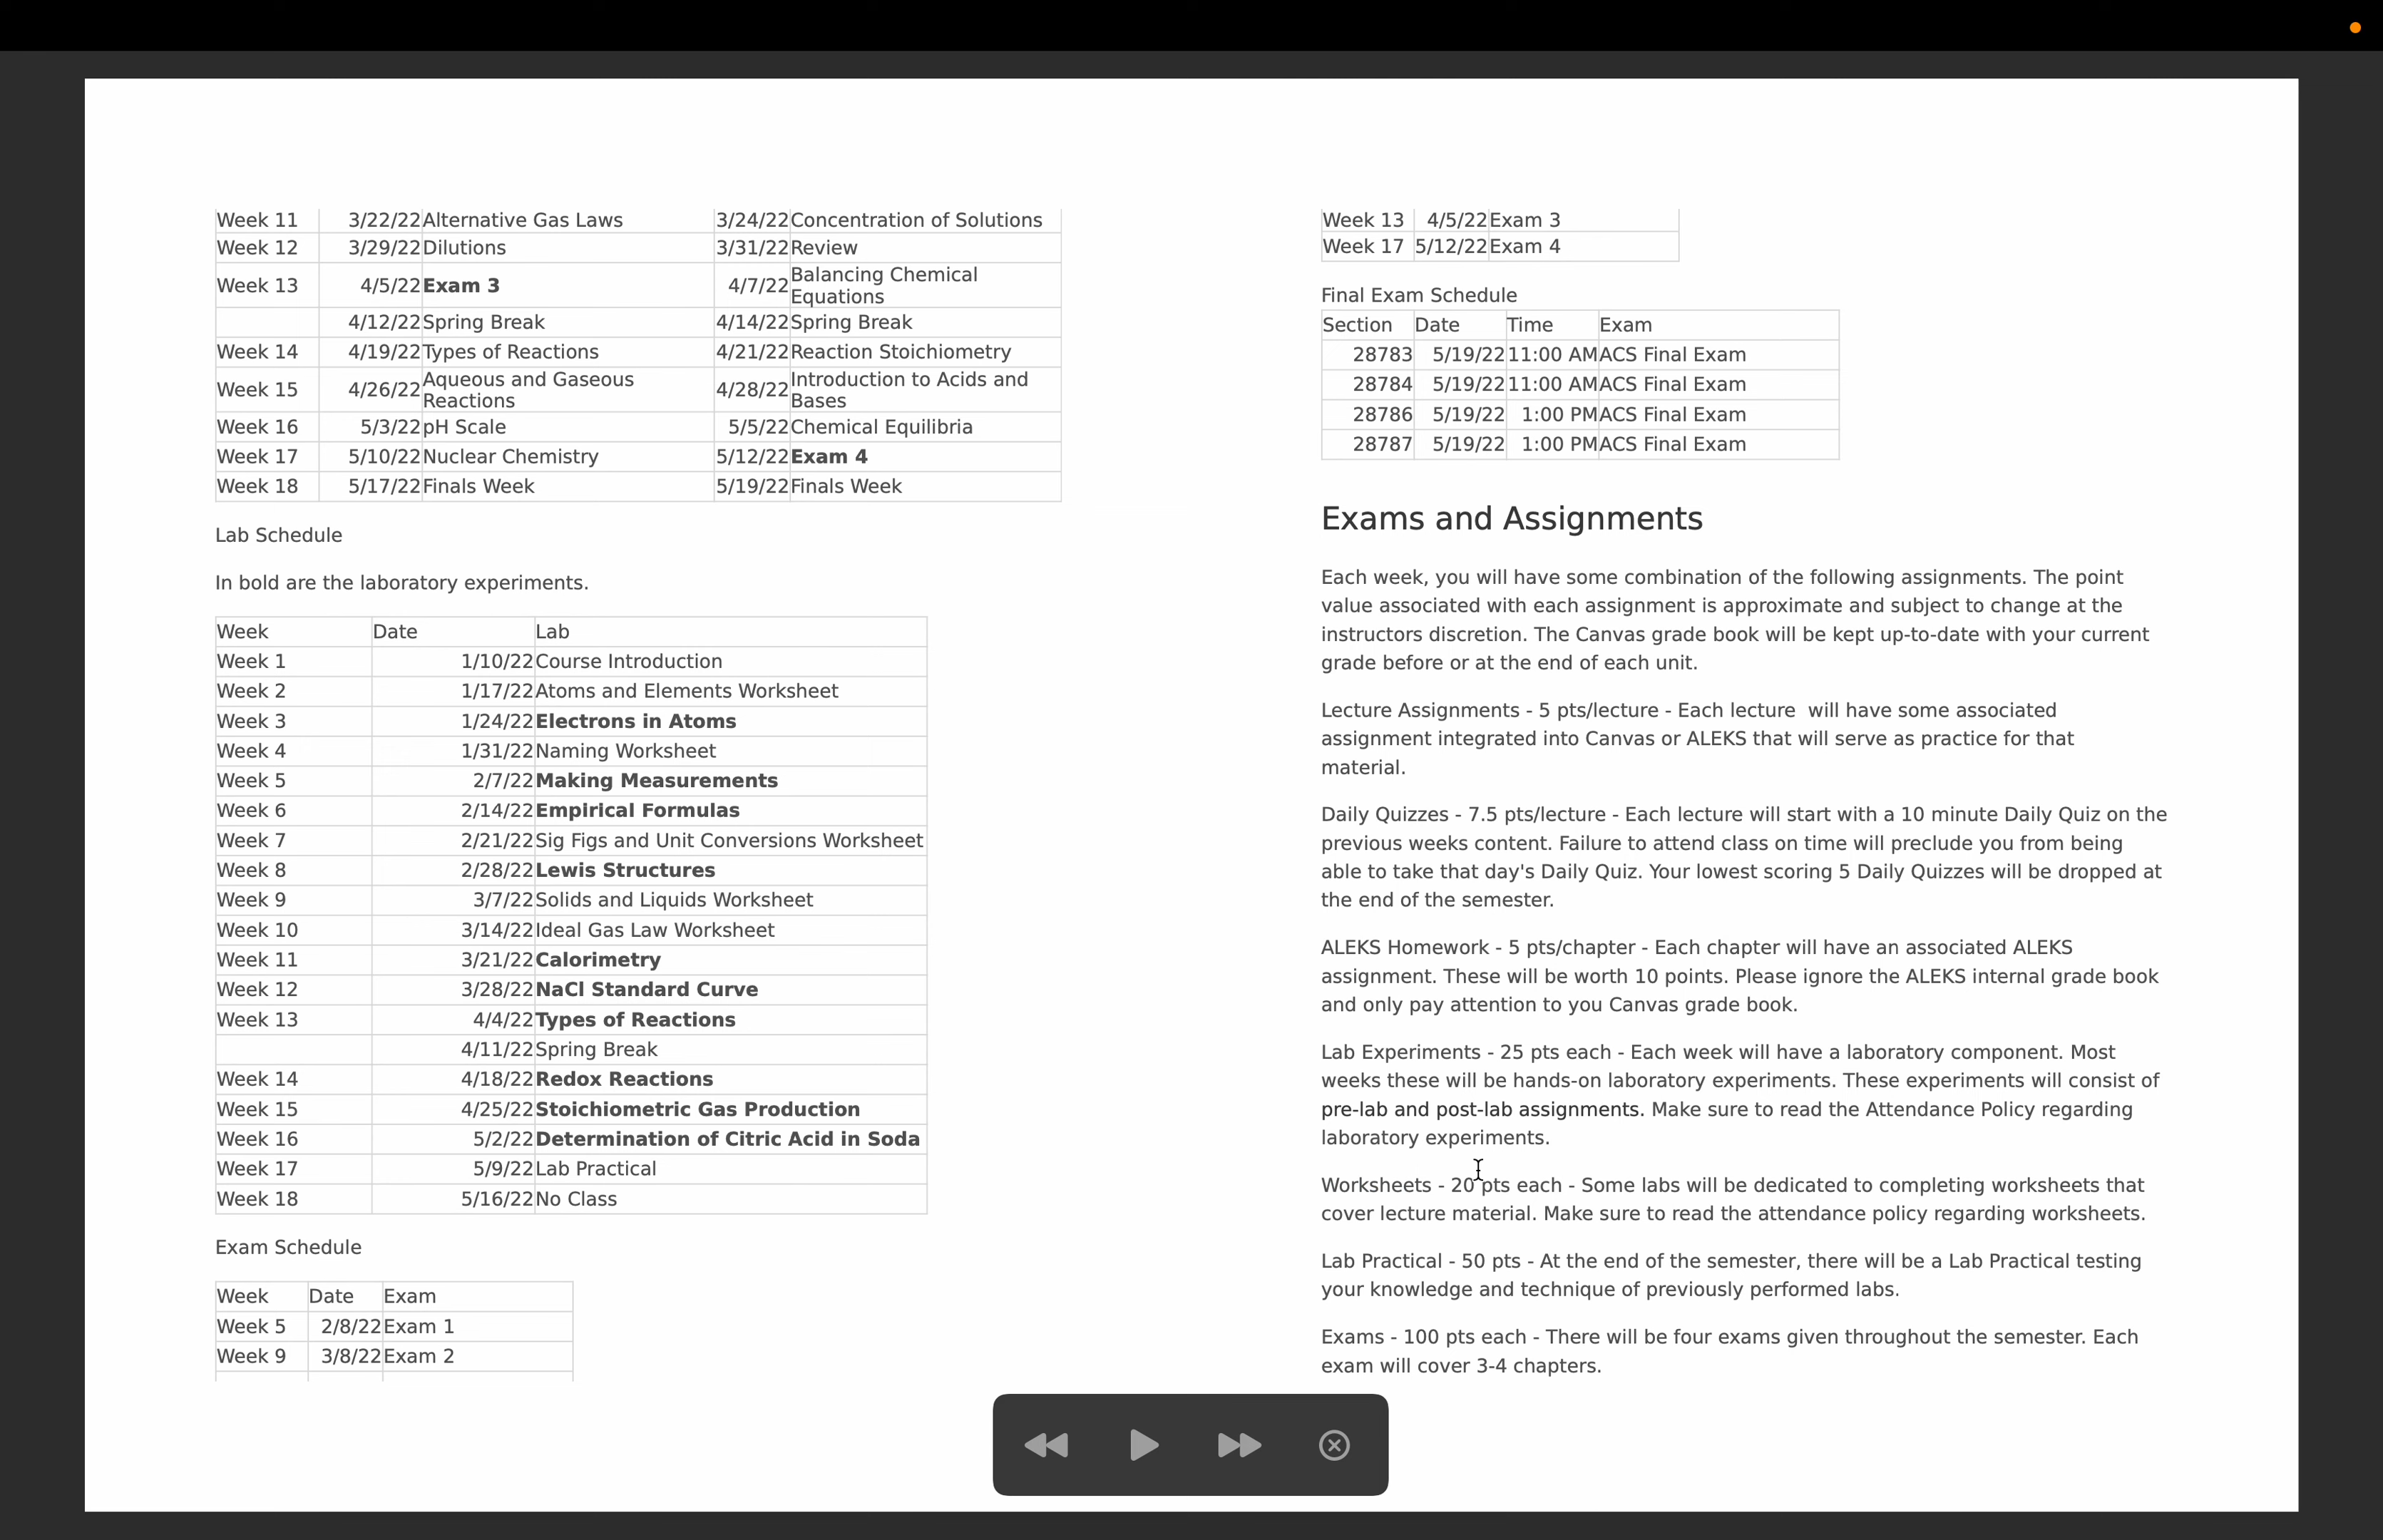 Week 11 3/22/22 Alternative Gas Laws 3/24/22 Concentration of Solutions
Week 12 3/29/22 Dilutions 3/31/22 Review
Week 13 4/5/22 Exam 3 4/7/22 Balancing Chemical Equations
4/12/22 Spring Break 4/14/22 Spring Break
Week 14 4/19/22 Types of Reactions 4/21/22 Reaction Stoichiometry
Week 15 4/26/22 Aqueous and Gaseous Reactions 4/28/22 Introduction to Acids and Bases
Week 16 5/3/22 pH Scale 5/5/22 Chemical Equilibria
Week 17 5/10/22 Nuclear Chemistry 5/12/22 Exam 4
Week 18 5/17/22 Finals Week 5/19/22 Finals Week
Lab Schedule
In bold are the laboratory experiments.
Week Date Lab
Week 1 1/10/22 Course Introduction
Week 2 1/17/22 Atoms and Elements Worksheet
Week 3 1/24/22 Electrons in Atoms
Week 4 1/31/22 Naming Worksheet
Week 5 2/7/22 Making Measurements
Week 6 2/14/22 Empirical Formulas
Week 7 2/21/22 Sig Figs and Unit Conversions Worksheet
Week 8 2/28/22 Lewis Structures
Week 9 3/7/22 Solids and Liquids Worksheet
Week 10 3/14/22 Ideal Gas Law Worksheet
Week 11 3/21/22 Calorimetry
Week 12 3/28/22 NaCl Standard Curve
Week 13 4/4/22 Types of Reactions
4/11/22 Spring Break
Week 14 4/18/22 Redox Reactions
Week 15 4/25/22 Stoichiometric Gas Production
Week 16 5/2/22 Determination of Citric Acid in Soda
Week 17 5/9/22 Lab Practical
Week 18 5/16/22 No Class
Exam Schedule
Week Date Exam
Week 5 2/8/22 Exam 1
Week 9 3/8/22 Exam 2
Week 13 4/5/22 Exam 3
Week 17 5/12/22 Exam 4
Final Exam Schedule
Section Date Time Exam
28783 5/19/22 11:00 AM ACS Final Exam
28784 5/19/22 11:00 AM ACS Final Exam
28786 5/19/22 1:00 PM ACS Final Exam
28787 5/19/22 1:00 PM ACS Final Exam
Exams and Assignments
Each week, you will have some combination of the following assignments. The point
value associated with each assignment is approximate and subject to change at the
instructors discretion. The Canvas grade book will be kept up-to-date with your current
grade before or at the end of each unit.
Lecture Assignments - 5 pts/lecture - Each lecture will have some associated
assignment integrated into Canvas or ALEKS that will serve as practice for that
material.
Daily Quizzes - 7.5 pts/lecture - Each lecture will start with a 10 minute Daily Quiz on the
previous weeks content. Failure to attend class on time will preclude you from being
able to take that day's Daily Quiz. Your lowest scoring 5 Daily Quizzes will be dropped at
the end of the semester.
ALEKS Homework - 5 pts/chapter - Each chapter will have an associated ALEKS
assignment. These will be worth 10 points. Please ignore the ALEKS internal grade book
and only pay attention to you Canvas grade book.
Lab Experiments - 25 pts each - Each week will have a laboratory component. Most
weeks these will be hands-on laboratory experiments. These experiments will consist of
pre-lab and post-lab assignments. Make sure to read the Attendance Policy regarding
laboratory experiments.
Worksheets - 20 pts each - Some labs will be dedicated to completing worksheets that
cover lecture material. Make sure to read the attendance policy regarding worksheets.
Lab Practical - 50 pts - At the end of the semester, there will be a Lab Practical testing
your knowledge and technique of previously performed labs.
Exams - 100 pts each - There will be four exams given throughout the semester. Each
exam will cover 3-4 chapters.